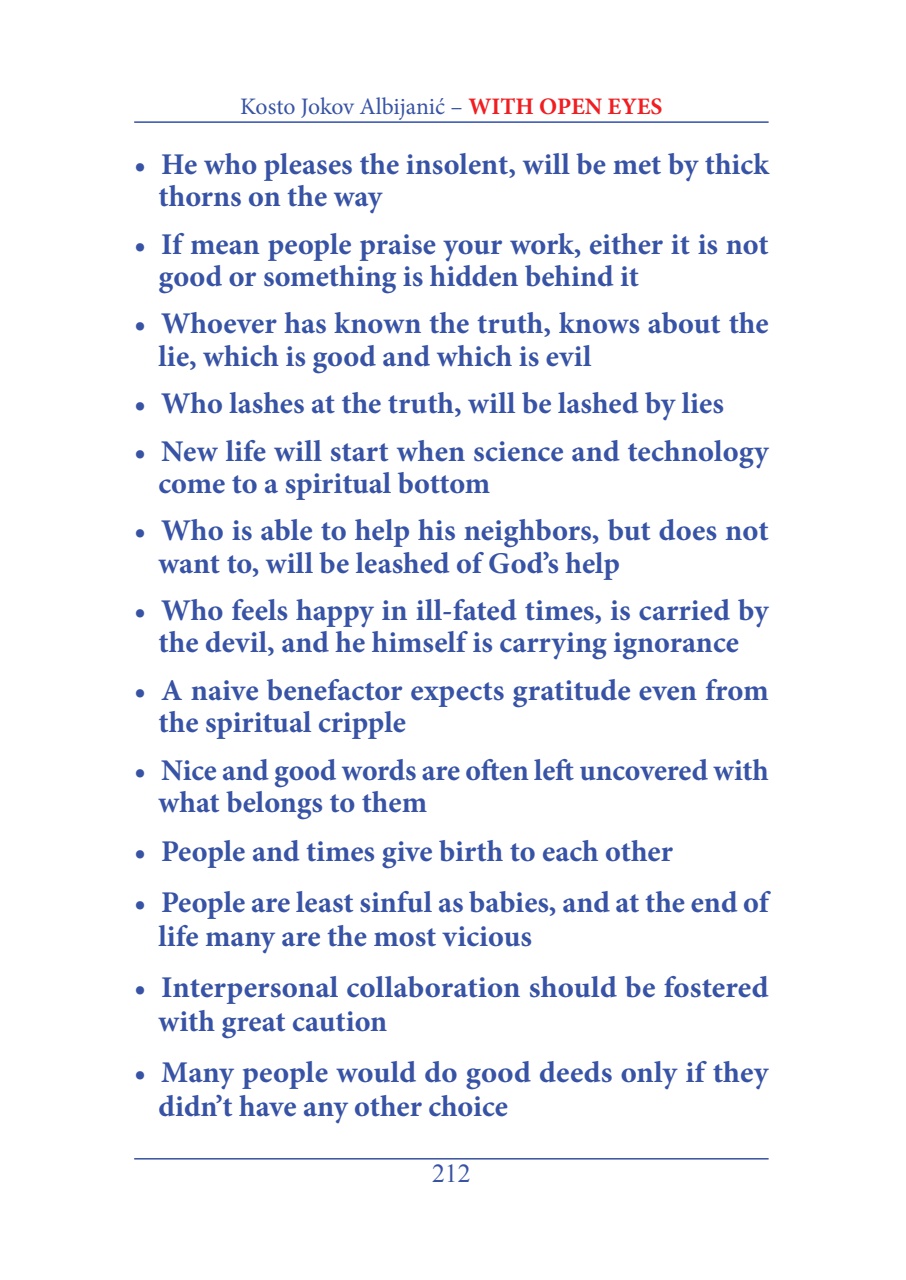 Kosto Jokov Albijanić – WITH OPEN EYES
• He who pleases the insolent, will be met by thick
thorns on the way
• If mean people praise your work, either it is not
good or something is hidden behind it
• Whoever has known the truth, knows about the
lie, which is good and which is evil
• Who lashes at the truth, will be lashed by lies
• New life will start when science and technology
come to a spiritual bottom
• Who is able to help his neighbors, but does not
want to, will be leashed of God’s help
• Who feels happy in ill-fated times, is carried by
the devil, and he himself is carrying ignorance
• A naive benefactor expects gratitude even from
the spiritual cripple
• Nice and good words are often left uncovered with
what belongs to them
• People and times give birth to each other
• People are least sinful as babies, and at the end of
life many are the most vicious
• Interpersonal collaboration should be fostered
with great caution
• Many people would do good deeds only if they
didn’t have any other choice
212